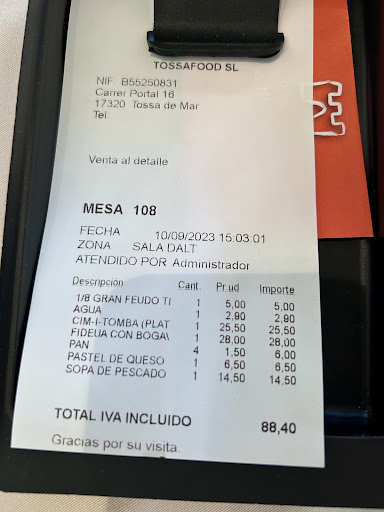 TOSSAFOOD SL
NIF: B55250831
Carrer Portal 16
17320 Tossa de Mar
Tel:
Venta al detalle
MESA 108
FECHA 10/09/2023 15:03:01
ZONA SALA DALT
ATENDIDO POR Administrador
Descripción Cant. Pr.ud Importe
1/8 GRAN FEUDO TI 1 5,00 5,00
AGUA 1 2,90 2,90
CIM-I-TOMBA (PLAT 1 25,50 25,50
FIDEUA CON BOGA\ 1 28,00 28,00
PAN 4 1,50 6,00
PASTEL DE QUESO 1 6,50 6,50
SOPA DE PESCADO 1 14,50 14,50
TOTAL IVA INCLUIDO 88,40
Gracias por su visita.